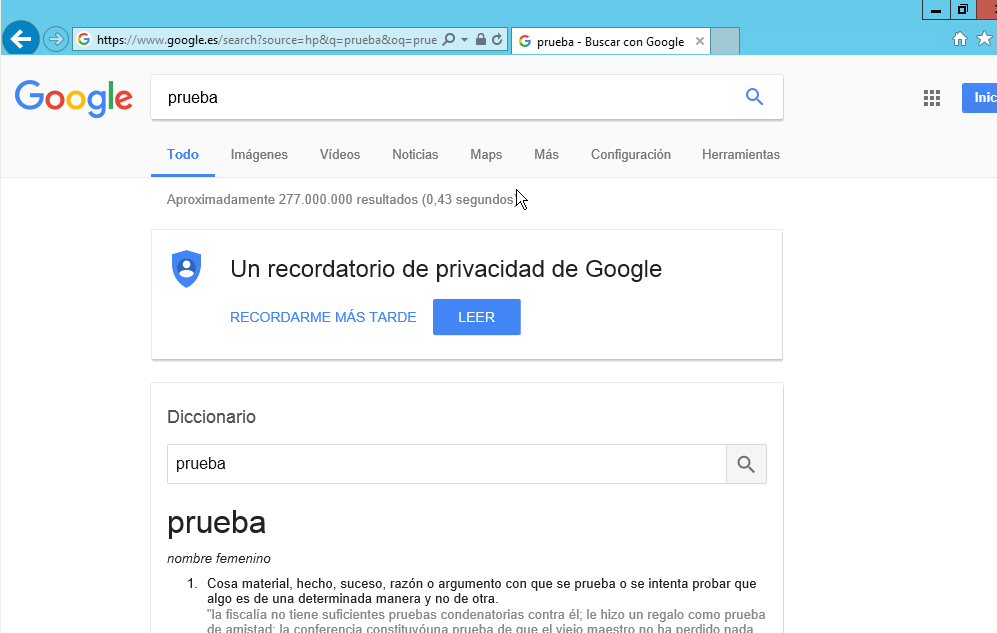 https://www.google.es/search?source=hp&q=prueba&oq=prue
prueba - Buscar con Google
Google
prueba
Inic
Todo Imágenes Vídeos Noticias Maps Más Configuración Herramientas
Aproximadamente 277.000.000 resultados (0,43 segundos)
Un recordatorio de privacidad de Google
RECORDARME MÁS TARDE LEER
Diccionario
prueba
prueba
nombre femenino
1. Cosa material, hecho, suceso, razón o argumento con que se prueba o se intenta probar que
algo es de una determinada manera y no de otra.
"la fiscalía no tiene suficientes pruebas condenatorias contra él; le hizo un regalo como prueba
de amistad; la conferencia constituyóuna prueba de que el viejo maestro no ha perdido nada